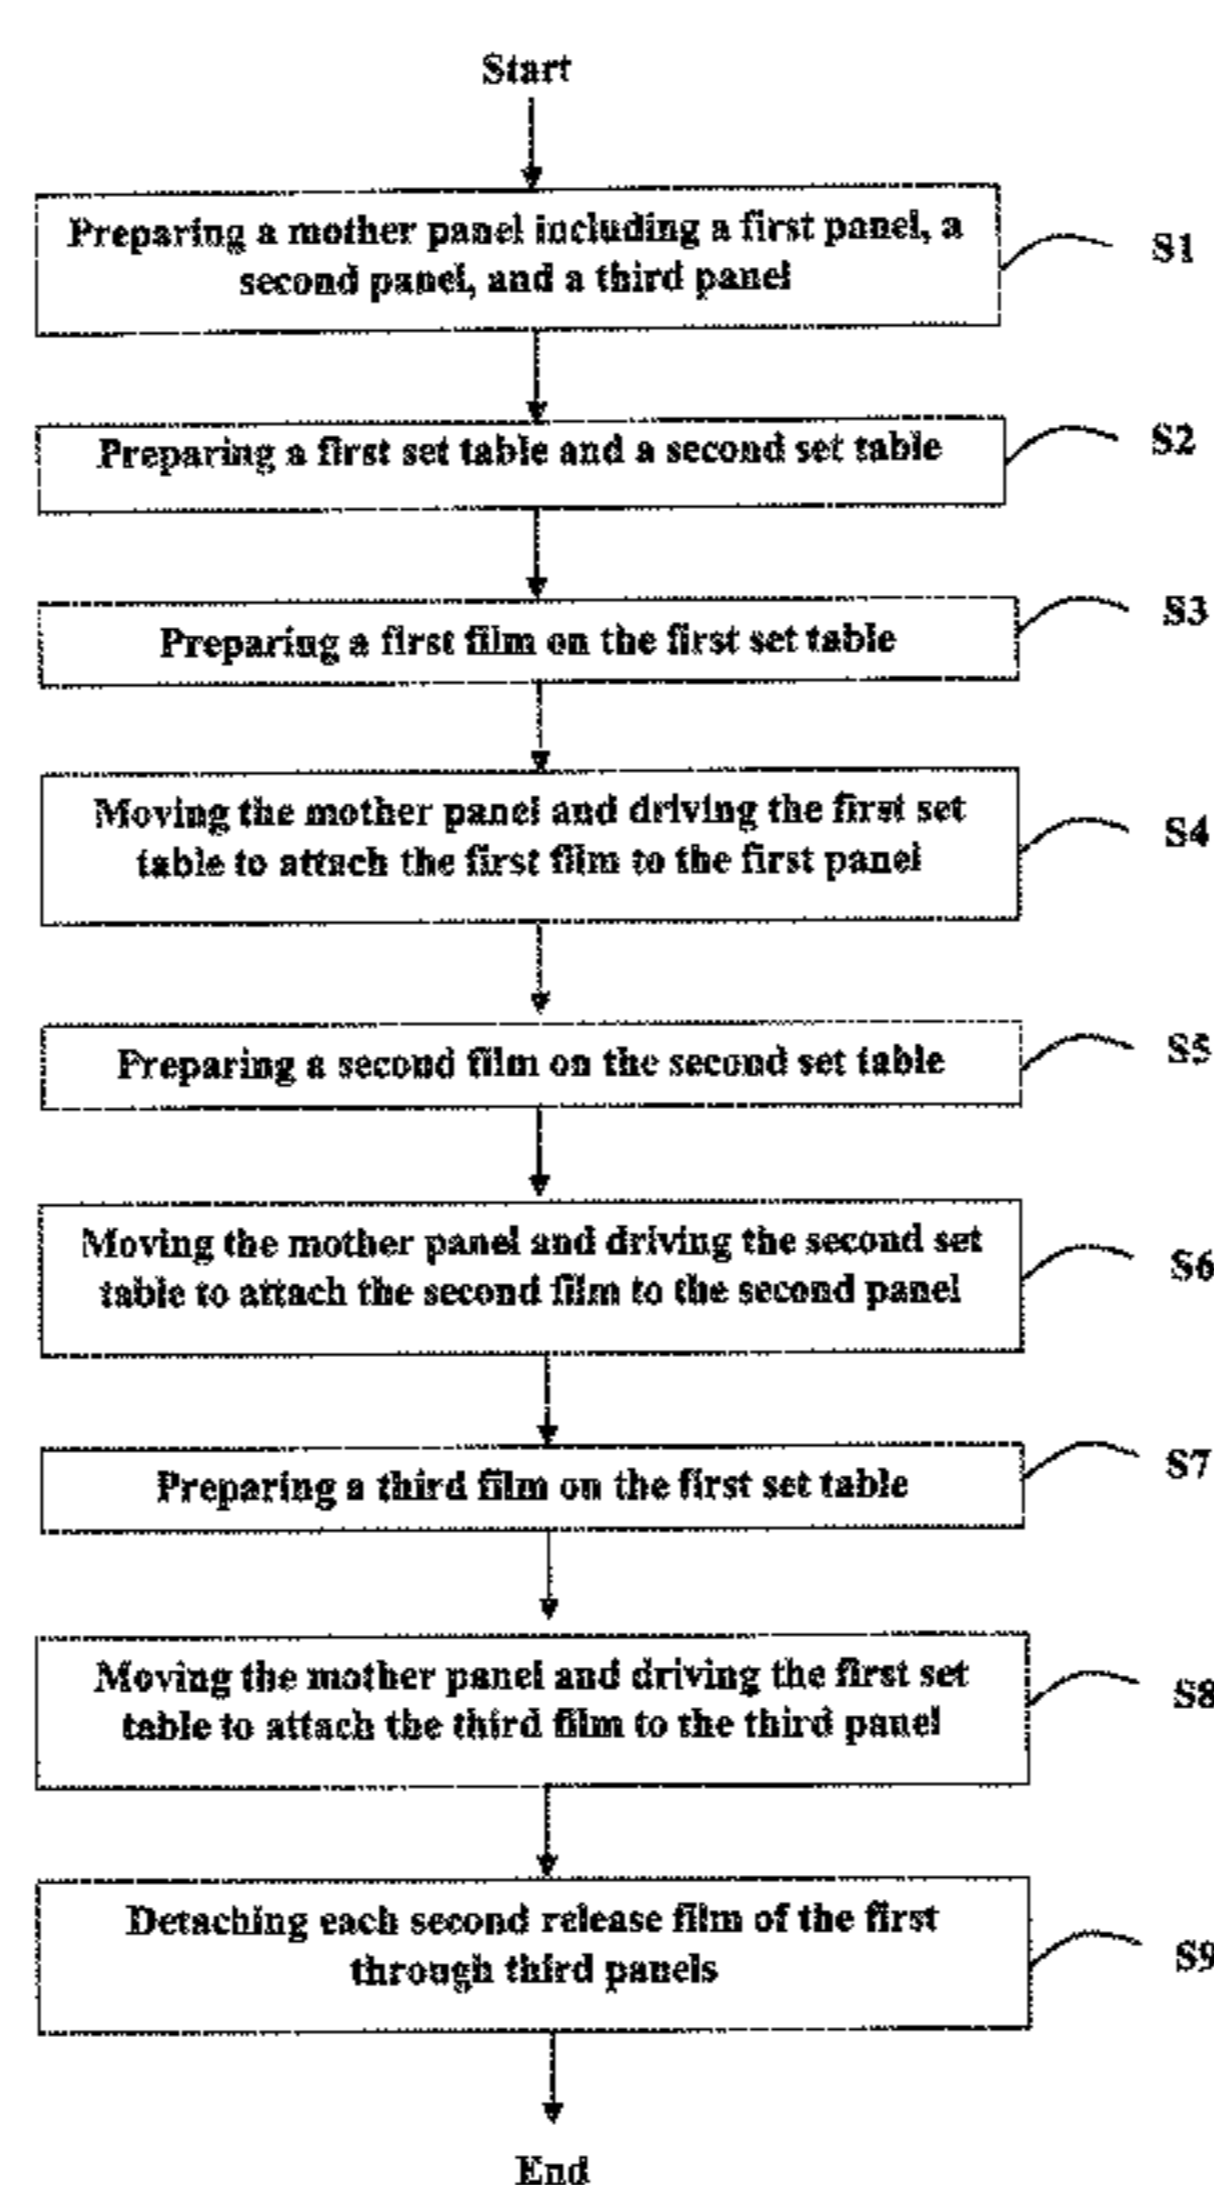 Start
Preparing a mother panel including a first panel, a
second panel, and a third panel
S1
Preparing a first set table and a second set table
S2
Preparing a first film on the first set table
S3
Moving the mother panel and driving the first set
table to attach the first film to the first panel
S4
Preparing a second film on the second set table
S5
Moving the mother panel and driving the second set
table to attach the second film to the second panel
S6
Preparing a third film on the first set table
S7
Moving the mother panel and driving the first set
table to attach the third film to the third panel
S8
Detaching each second release film of the first
through third panels
S9
End